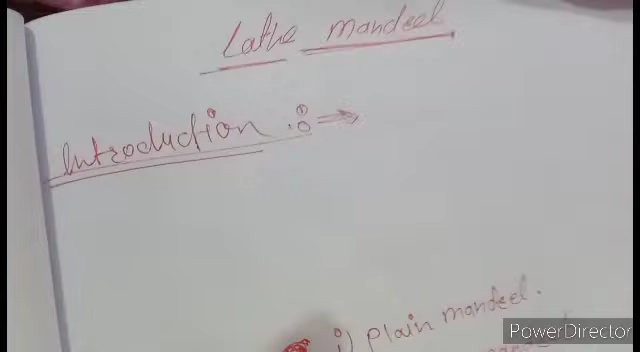 Lathe mandeel
Introduction :⇒
i) Plain mandeel.
PowerDirector